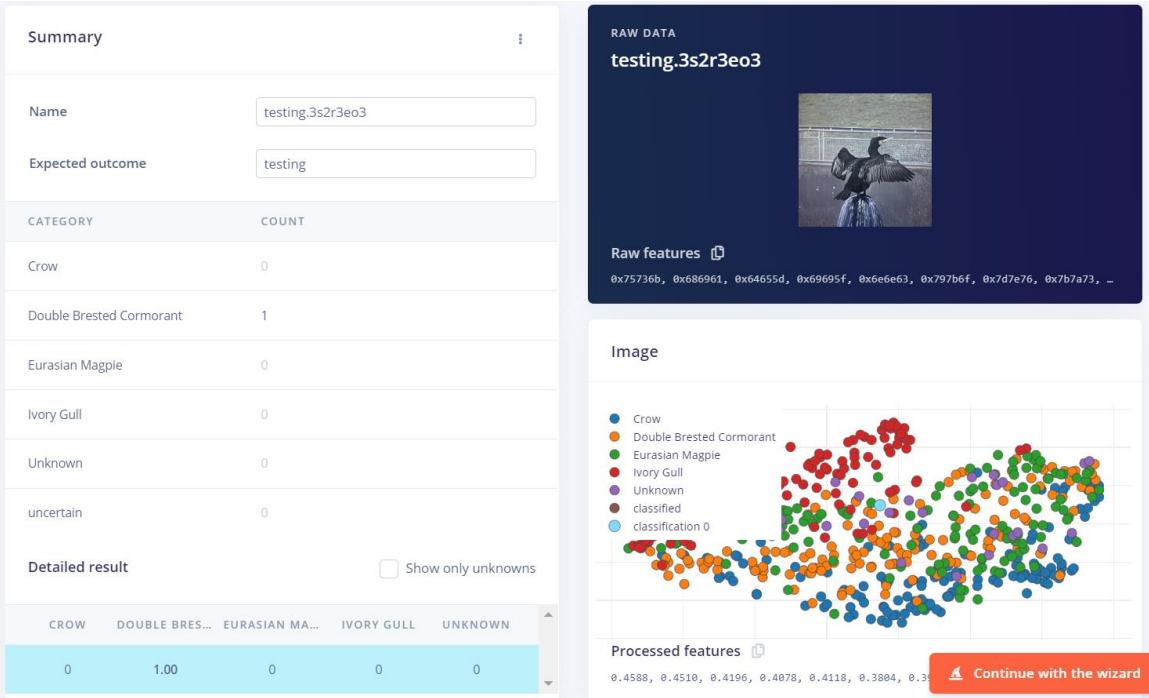 Summary
Name
testing.3s2r3eo3
Expected outcome
testing
CATEGORY COUNT
Crow 0
Double Brested Cormorant 1
Eurasian Magpie 0
Ivory Gull 0
Unknown 0
uncertain 0
Detailed result
Show only unknowns
CROW DOUBLE BRES... EURASIAN MA... IVORY GULL UNKNOWN
0 1.00 0 0 0
RAW DATA
testing.3s2r3eo3
Raw features
0x75736b, 0x686961, 0x64655d, 0x69695f, 0x6e6e63, 0x797b6f, 0x7d7e76, 0x7b7a73, …
Image
Crow
Double Brested Cormorant
Eurasian Magpie
Ivory Gull
Unknown
classified
classification 0
Processed features
0.4588, 0.4510, 0.4196, 0.4078, 0.4118, 0.3804,
Continue with the wizard